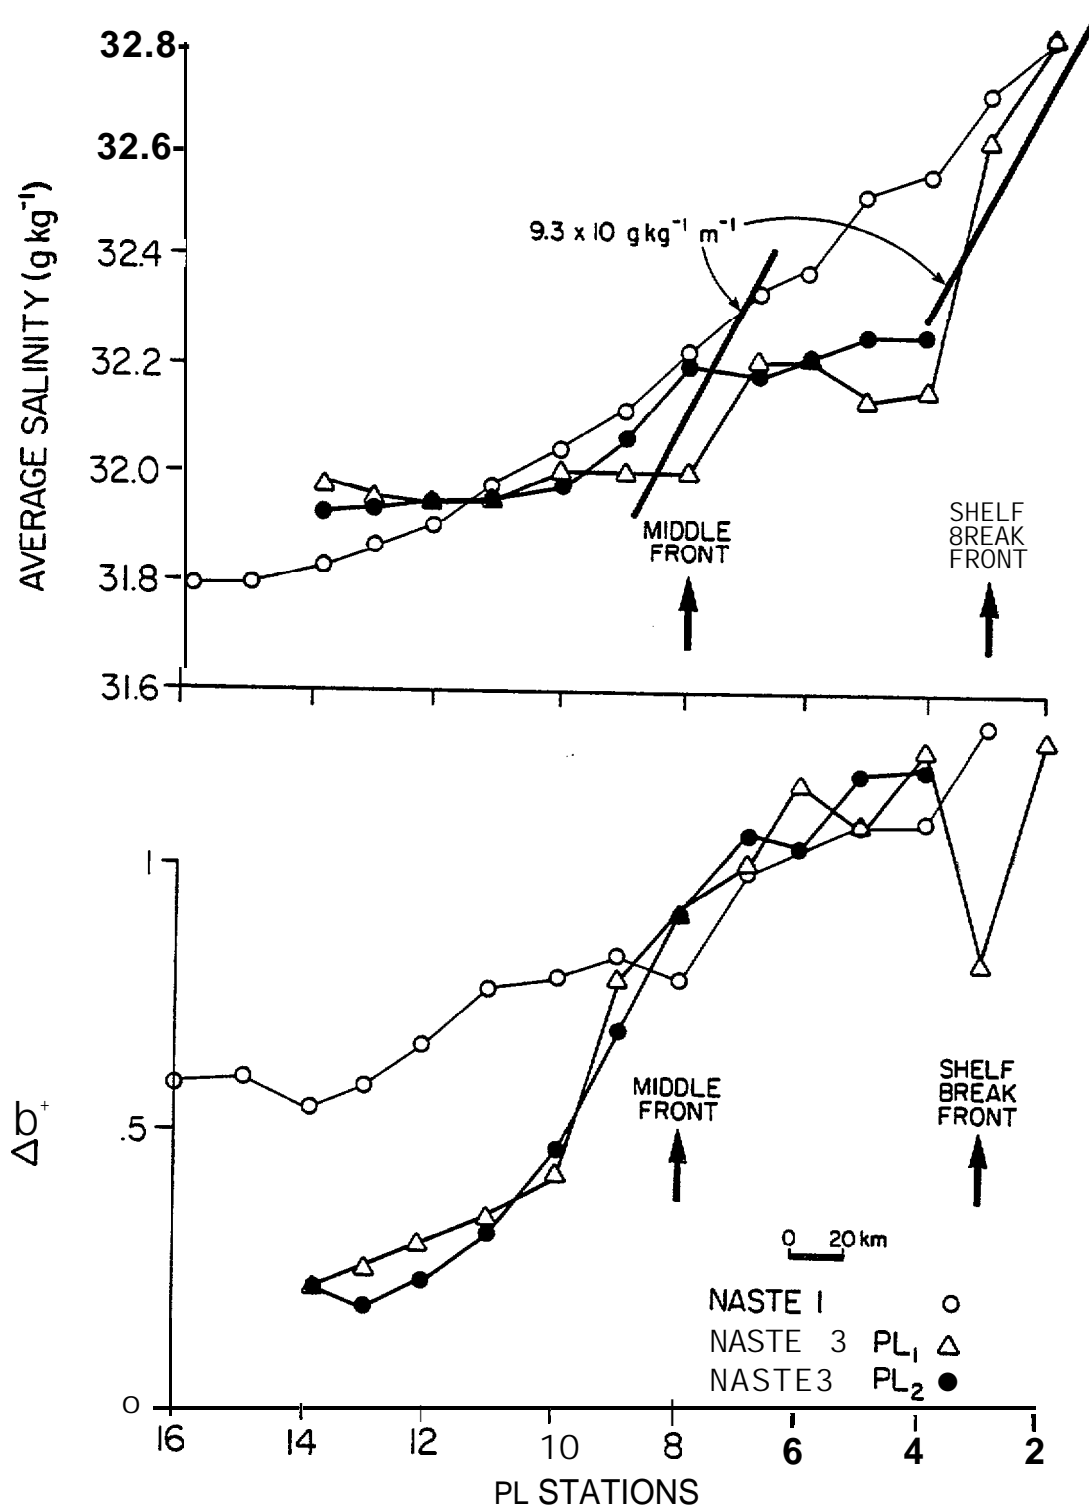 32.8
32.6
32.4
32.2
32.0
31.8
31.6
AVERAGE SALINITY (g kg⁻¹)
9.3 x 10 g kg⁻¹ m⁻¹
MIDDLE
FRONT
SHELF
8REAK
FRONT
1
.5
0
Δb⁺
MIDDLE
FRONT
SHELF
BREAK
FRONT
0 20 km
NASTE 1
NASTE 3 PL₁
NASTE3 PL₂
16 14 12 10 8 6 4 2
PL STATIONS